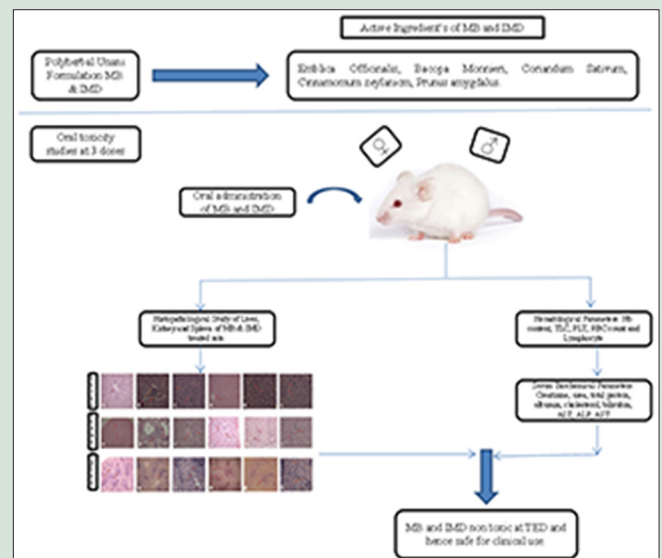 Active Ingredient's of MB and IMD
Polyherbal Unani
Formulation MB
& IMD
Emblica Officinalis, Bacopa Monnieri, Coriandum Sativum,
Cinnamomum zeylanicm, Prunus amygdalus.
Oral toxicity
studies at 3 doses
♀
♂
Oral administration
of MB and IMD
Histopathological Study of Liver,
Kidney and Spleen of MB & IMD
treated rats
Hematological Parameters: Hb
content, TLC, PLT, RBC count and
Lymphocyte
Serum Biochemical Parameters
Creatinine, urea, total protein,
albumin, cholesterol, bilirubin,
ALT, ALP, AST
MB and IMD non toxic at TED and
hence safe for clinical use